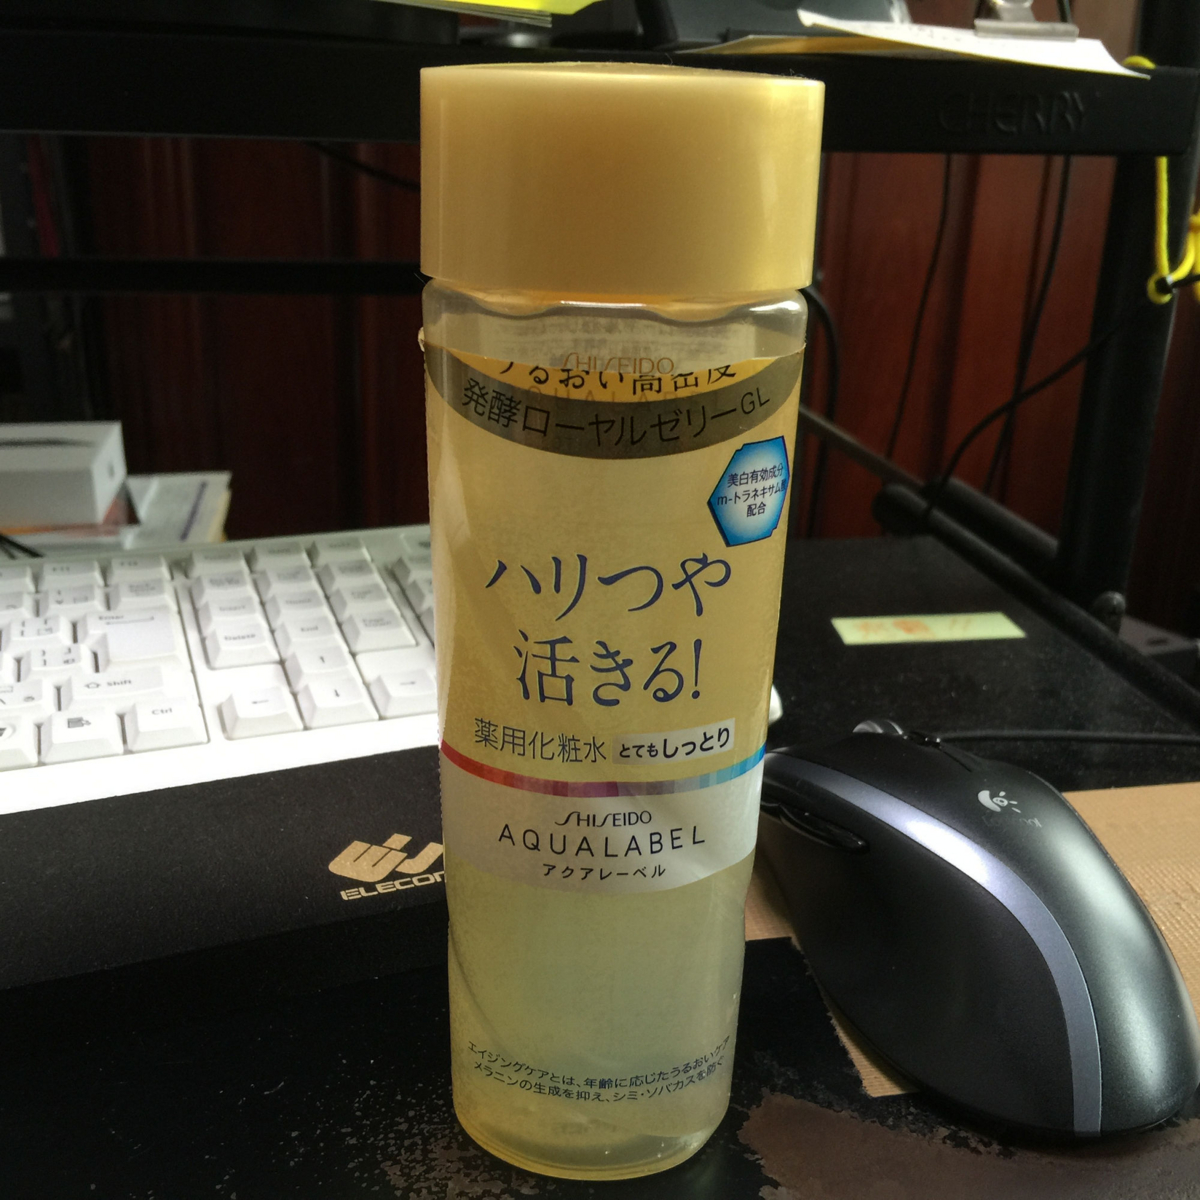 CHERRY
SHISEIDO
うるおい高密度
発酵ローヤルゼリーGL
美白有効成分
m-トラネキサム酸
配合
ハリつや
活きる!
薬用化粧水 とてもしっとり
SHISEIDO
AQUALABEL
アクアレーベル
エイジングケアとは、年齢に応じたうるおいケア
メラニンの生成を抑え、シミ・ソバカスを防ぐ
Enter
Delete
End
Shift
Ctrl
ELECOM